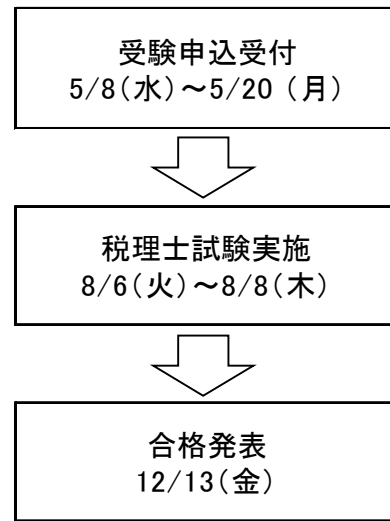 受験申込受付
5/8(水)～5/20 (月)
税理士試験実施
8/6(火)～8/8(木)
合格発表
12/13(金)